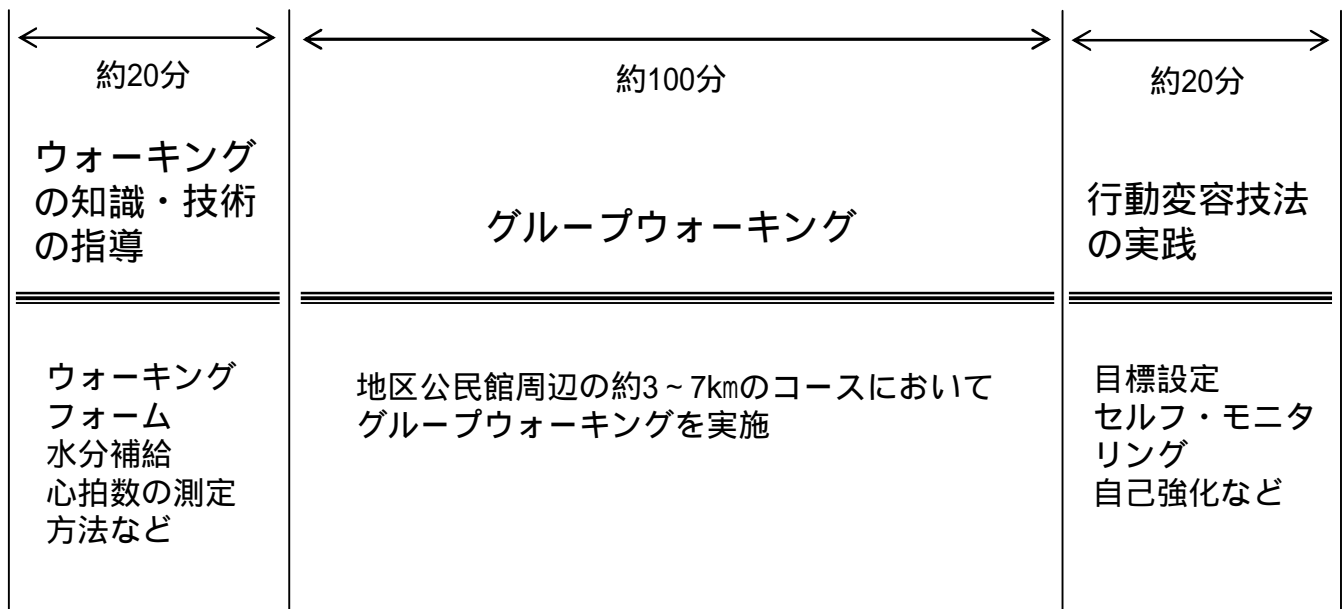 約20分
ウォーキング
の知識・技術
の指導
ウォーキング
フォーム
水分補給
心拍数の測定
方法など
約100分
グループウォーキング
地区公民館周辺の約3～7㎞のコースにおいて
グループウォーキングを実施
約20分
行動変容技法
の実践
目標設定
セルフ・モニタ
リング
自己強化など